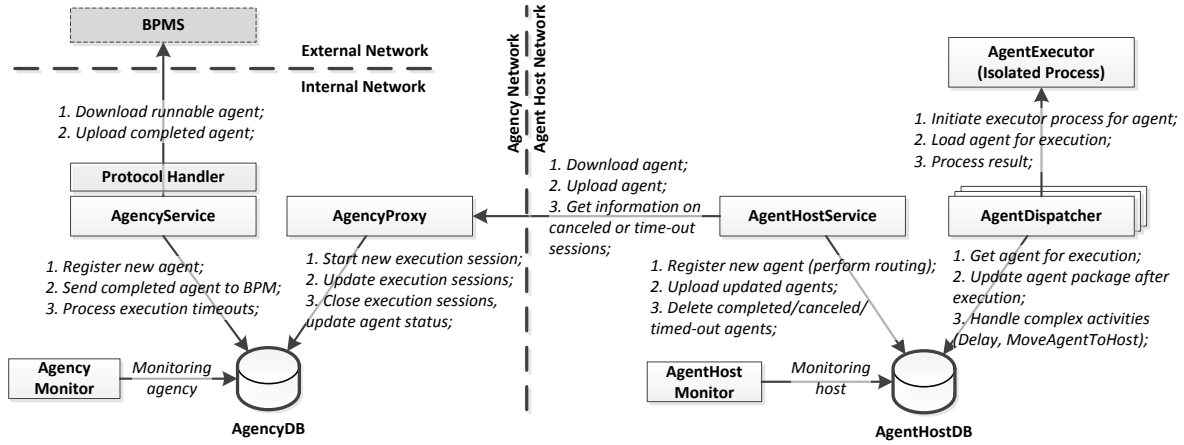 BPMS
External Network
Internal Network
1. Download runnable agent;
2. Upload completed agent;
Protocol Handler
AgencyService
AgencyProxy
1. Register new agent;
2. Send completed agent to BPM;
3. Process execution timeouts;
1. Start new execution session;
2. Update execution sessions;
3. Close execution sessions,
update agent status;
Agency
Monitor
Monitoring
agency
AgencyDB
Agency Network
Agent Host Network
1. Download agent;
2. Upload agent;
3. Get information on
canceled or time-out
sessions;
AgentExecutor
(Isolated Process)
1. Initiate executor process for agent;
2. Load agent for execution;
3. Process result;
AgentHostService
AgentDispatcher
1. Register new agent (perform routing);
2. Upload updated agents;
3. Delete completed/canceled/
timed-out agents;
1. Get agent for execution;
2. Update agent package after
execution;
3. Handle complex activities
(Delay, MoveAgentToHost);
AgentHost
Monitor
Monitoring
host
AgentHostDB